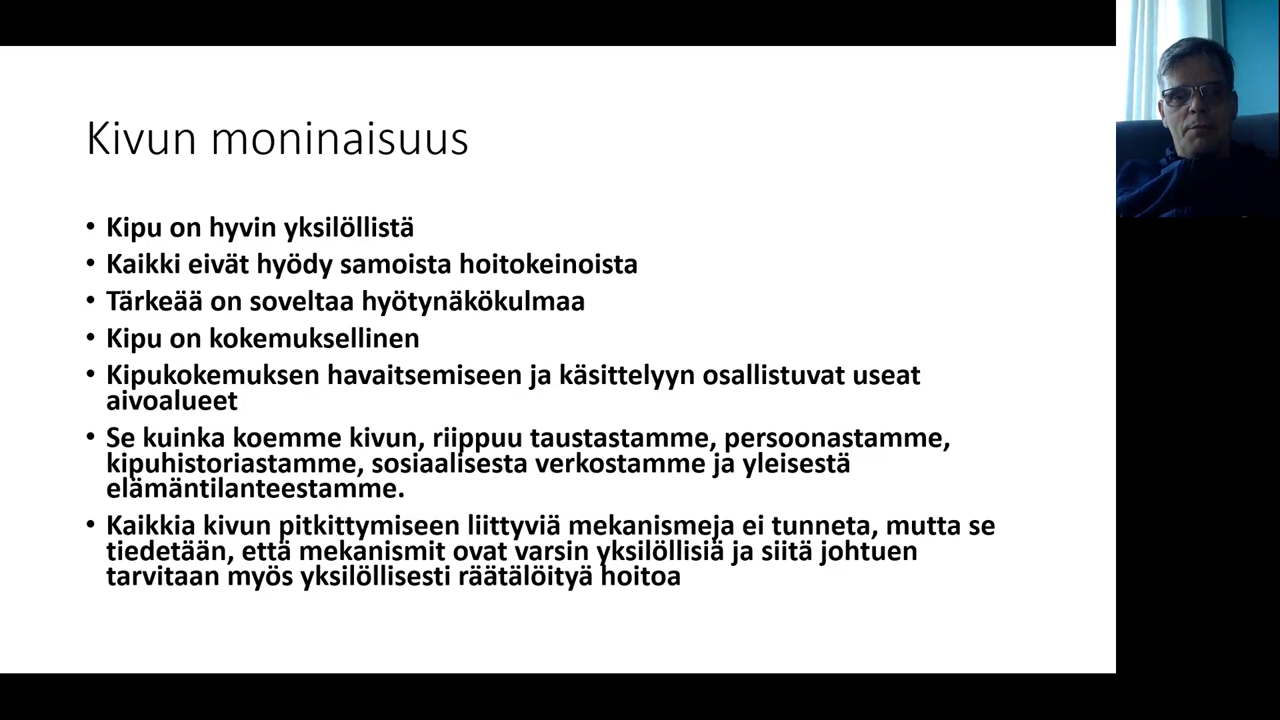 Kivun moninaisuus
• Kipu on hyvin yksilöllistä
• Kaikki eivät hyödy samoista hoitokeinoista
• Tärkeää on soveltaa hyötynäkökulmaa
• Kipu on kokemuksellinen
• Kipukokemuksen havaitsemiseen ja käsittelyyn osallistuvat useat
aivoalueet
• Se kuinka koemme kivun, riippuu taustastamme, persoonastamme,
kipuhistoriastamme, sosiaalisesta verkostamme ja yleisestä
elämäntilanteestamme.
• Kaikkia kivun pitkittymiseen liittyviä mekanismeja ei tunneta, mutta se
tiedetään, että mekanismit ovat varsin yksilöllisiä ja siitä johtuen
tarvitaan myös yksilöllisesti räätälöityä hoitoa